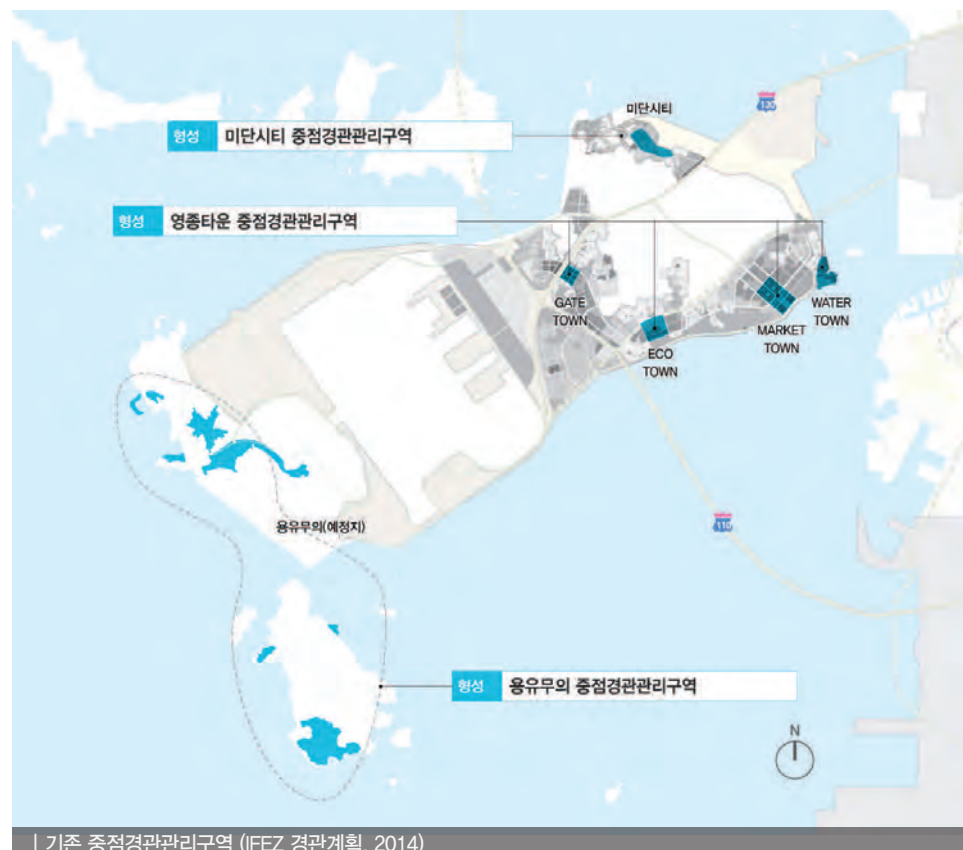 미단시티
130
형성 미단시티 중점경관관리구역
형성 영종타운 중점경관관리구역
GATE
TOWN
ECO
TOWN
MARKET
TOWN
WATER
TOWN
용유무의(예정지)
110
형성 용유무의 중점경관관리구역
N
| 기존 중점경관관리구역 (IFEZ 경관계획, 2014)